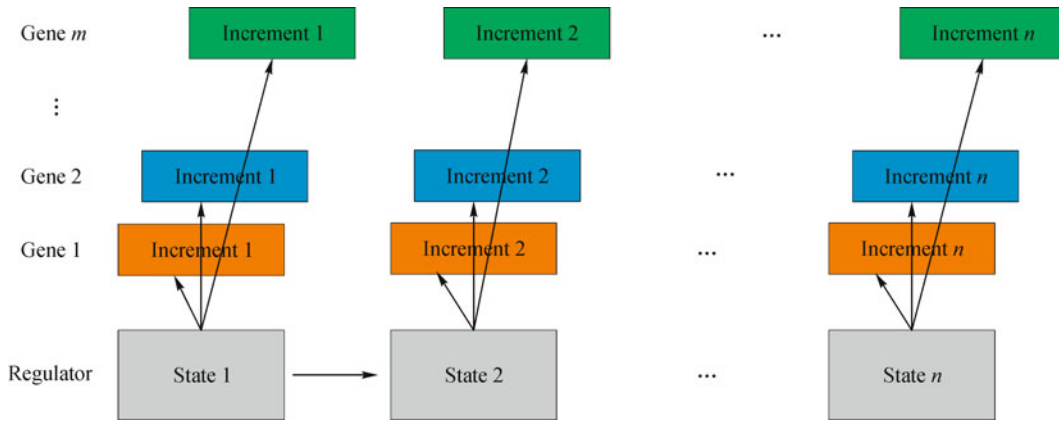 Gene m Increment 1 Increment 2 ... Increment n
⋮
Gene 2 Increment 1 Increment 2 ... Increment n
Gene 1 Increment 1 Increment 2 ... Increment n
Regulator State 1 State 2 ... State n